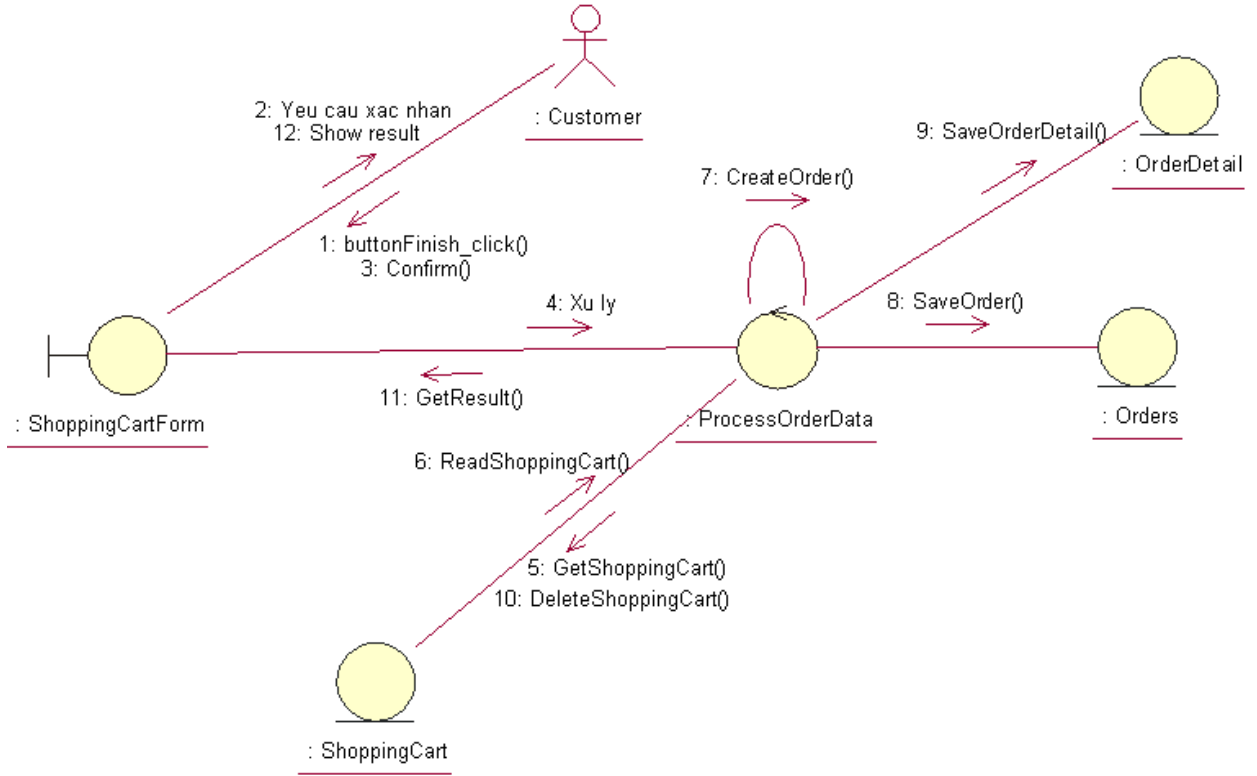 2: Yeu cau xac nhan
12: Show result
: Customer
9: SaveOrderDetail()
: OrderDetail
7: CreateOrder()
1: buttonFinish_click()
3: Confirm()
4: Xu ly
8: SaveOrder()
11: GetResult()
: ShoppingCartForm
: ProcessOrderData
: Orders
6: ReadShoppingCart()
5: GetShoppingCart()
10: DeleteShoppingCart()
: ShoppingCart